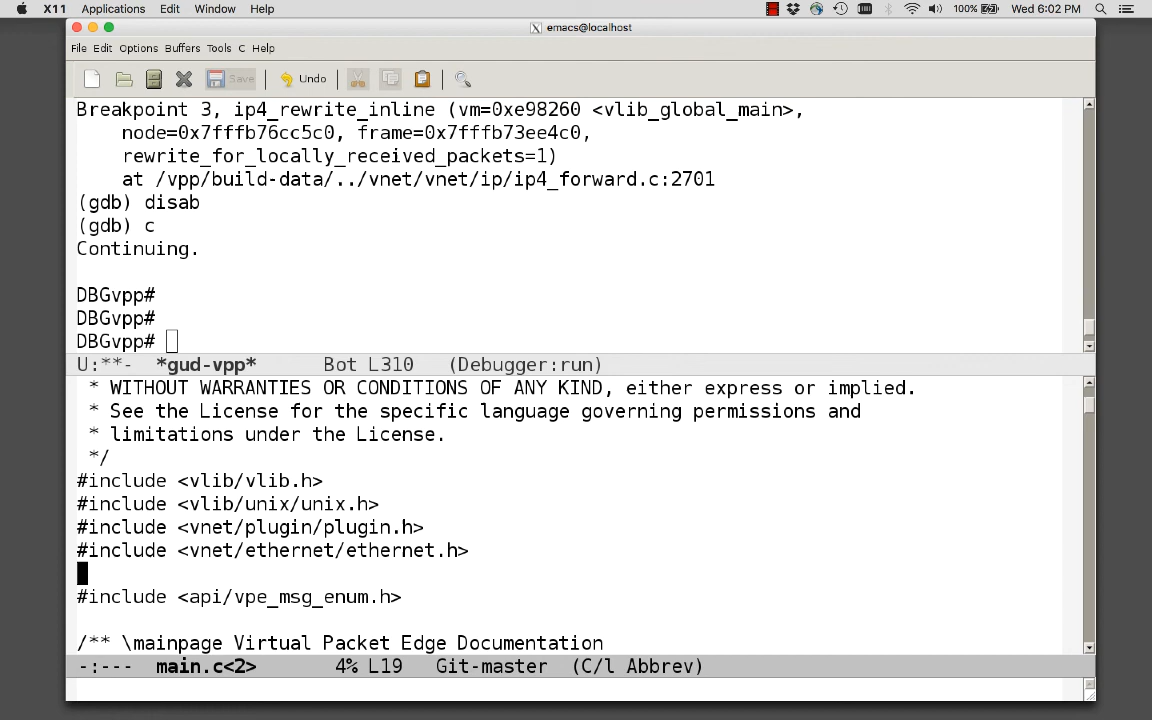 X11 Applications Edit Window Help 100% Wed 6:02 PM
emacs@localhost
File Edit Options Buffers Tools C Help
Save Undo
Breakpoint 3, ip4_rewrite_inline (vm=0xe98260 <vlib_global_main>,
node=0x7fffb76cc5c0, frame=0x7fffb73ee4c0,
rewrite_for_locally_received_packets=1)
at /vpp/build-data/../vnet/vnet/ip/ip4_forward.c:2701
(gdb) disab
(gdb) c
Continuing.
DBGvpp#
DBGvpp#
DBGvpp#
U:**- *gud-vpp* Bot L310 (Debugger:run)
* WITHOUT WARRANTIES OR CONDITIONS OF ANY KIND, either express or implied.
* See the License for the specific language governing permissions and
* limitations under the License.
*/
#include <vlib/vlib.h>
#include <vlib/unix/unix.h>
#include <vnet/plugin/plugin.h>
#include <vnet/ethernet/ethernet.h>
#include <api/vpe_msg_enum.h>
/** \mainpage Virtual Packet Edge Documentation
-:--- main.c<2> 4% L19 Git-master (C/l Abbrev)